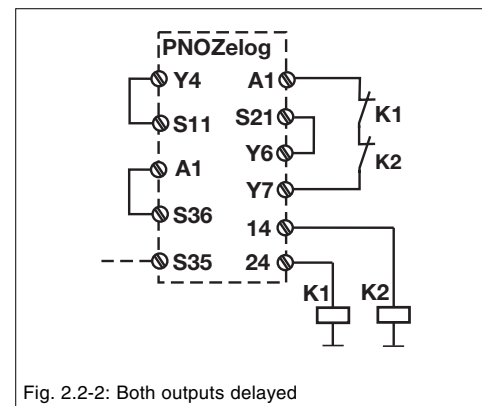 PNOZelog
Y4 A1
S11 S21 K1
Y6 K2
A1 Y7
S36 14
S35 24
K1 K2
Fig. 2.2-2: Both outputs delayed